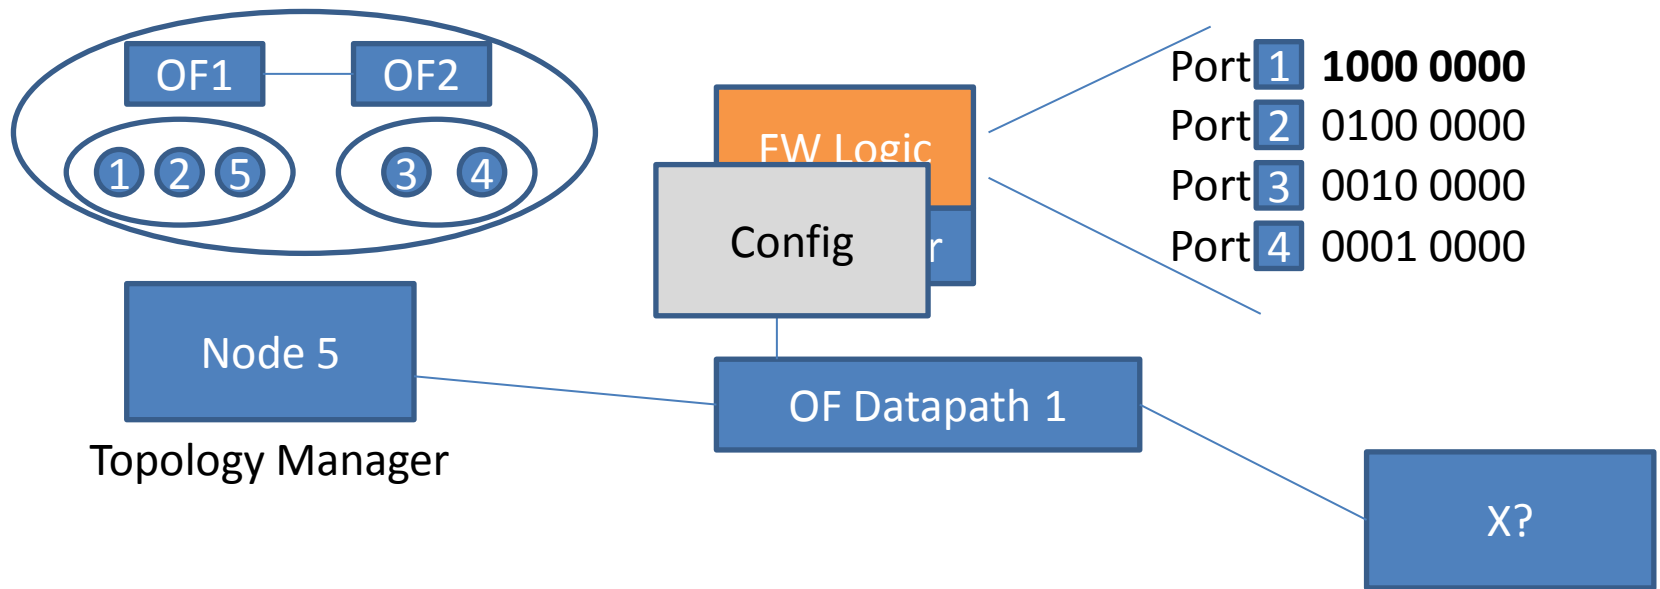 OF1
OF2
1 2 5
3 4
Node 5
Topology Manager
FW Logic
Config
r
OF Datapath 1
X?
Port 1 1000 0000
Port 2 0100 0000
Port 3 0010 0000
Port 4 0001 0000